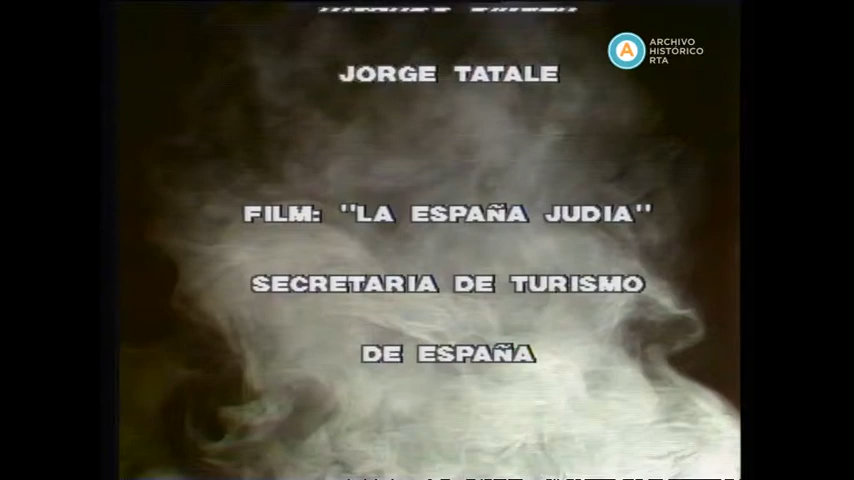 A
ARCHIVO
HISTÓRICO
RTA
JORGE TATALE
FILM: "LA ESPAÑA JUDIA"
SECRETARIA DE TURISMO
DE ESPAÑA